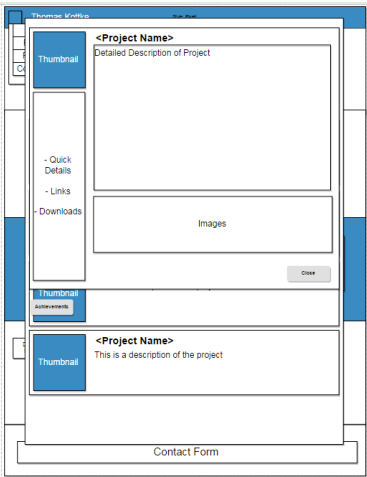 Thomas Kottke
<Project Name>
Thumbnail
Detailed Description of Project
- Quick
Details
- Links
- Downloads
Images
Close
Thumbnail
Achievements
<Project Name>
This is a description of the project
Thumbnail
Contact Form